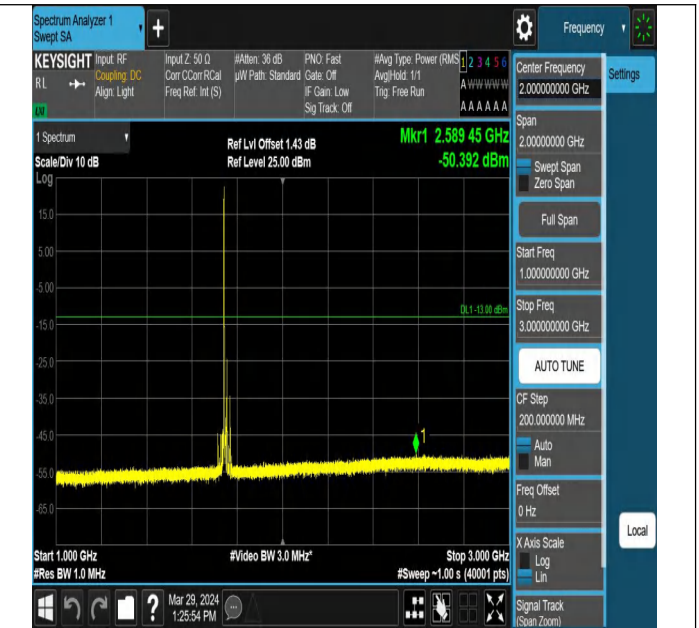 Spectrum Analyzer 1
Swept SA
Frequency
KEYSIGHT
RL
LXI
Input: RF
Coupling: DC
Align: Light
Input Z: 50 Ω
Corr CCorr RCal
Freq Ref: Int (S)
#Atten: 36 dB
µW Path: Standard
PNO: Fast
Gate: Off
IF Gain: Low
Sig Track: Off
#Avg Type: Power (RMS
Avg|Hold: 1/1
Trig: Free Run
1 2 3 4 5 6
A W W W W W
A A A A A A
1 Spectrum
Scale/Div 10 dB
Log
Ref Lvl Offset 1.43 dB
Ref Level 25.00 dBm
Mkr1 2.589 45 GHz
-50.392 dBm
15.0
5.00
-5.00
DL1 -13.00 dBm
-15.0
-25.0
-35.0
-45.0
1
-55.0
-65.0
Start 1.000 GHz
#Res BW 1.0 MHz
#Video BW 3.0 MHz*
Stop 3.000 GHz
#Sweep ~1.00 s (40001 pts)
?
Mar 29, 2024
1:25:54 PM
Center Frequency
2.000000000 GHz
Settings
Span
2.00000000 GHz
Swept Span
Zero Span
Full Span
Start Freq
1.000000000 GHz
Stop Freq
3.000000000 GHz
AUTO TUNE
CF Step
200.000000 MHz
Auto
Man
Freq Offset
0 Hz
Local
X Axis Scale
Log
Lin
Signal Track
(Span Zoom)